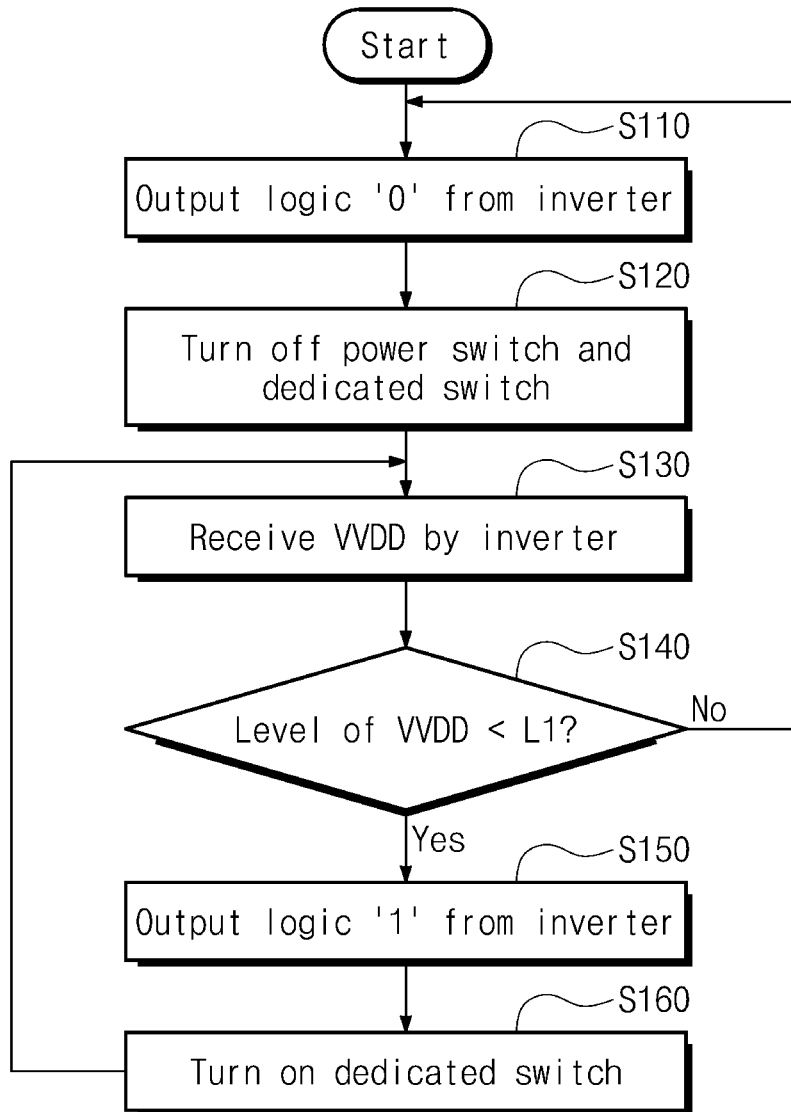 Start
S110
Output logic '0' from inverter
S120
Turn off power switch and
dedicated switch
S130
Receive VVDD by inverter
S140
Level of VVDD < L1?
No
Yes
S150
Output logic '1' from inverter
S160
Turn on dedicated switch